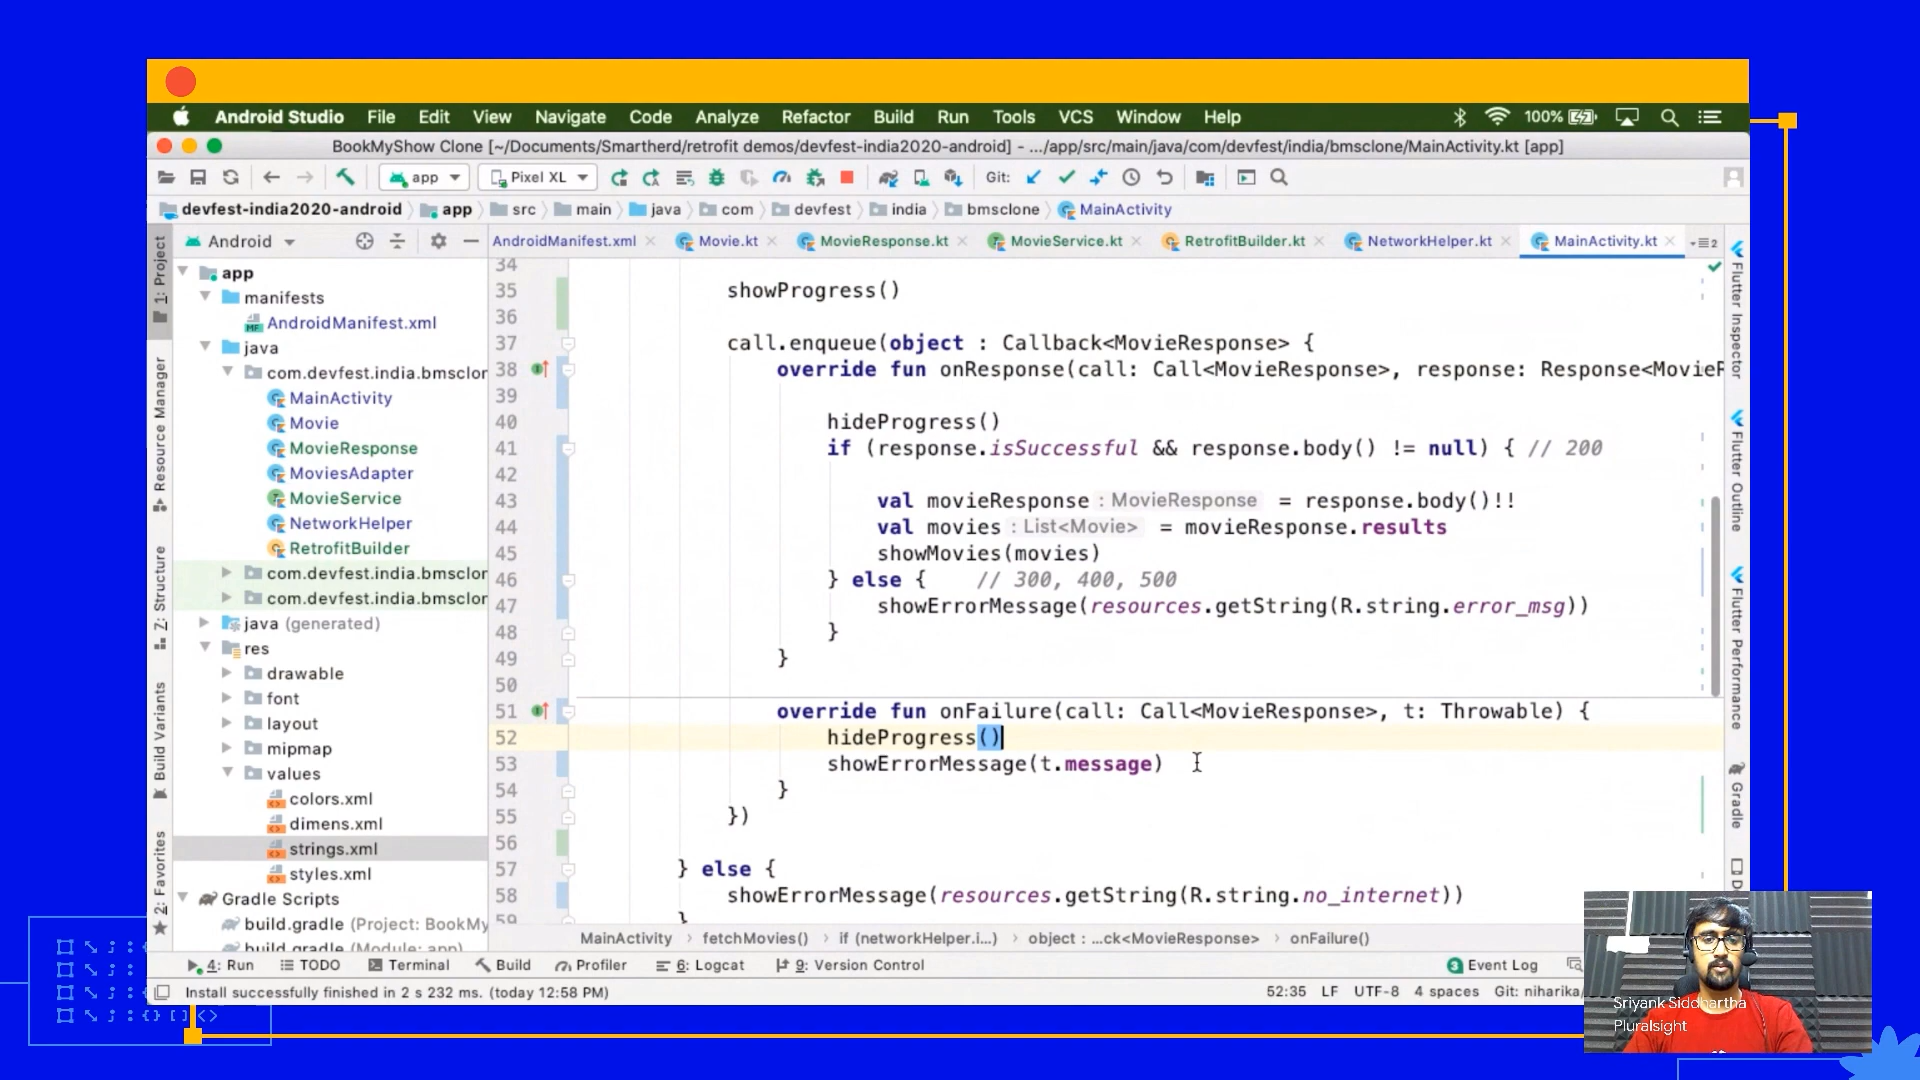 Android Studio File Edit View Navigate Code Analyze Refactor Build Run Tools VCS Window Help 100%
BookMyShow Clone [~/Documents/Smartherd/retrofit demos/devfest-india2020-android] - .../app/src/main/java/com/devfest/india/bmsclone/MainActivity.kt [app]
app Pixel XL Git:
devfest-india2020-android app src main java com devfest india bmsclone MainActivity
1: Project
Resource Manager
Z: Structure
Build Variants
2: Favorites
Android
app
manifests
AndroidManifest.xml
java
com.devfest.india.bmsclor
MainActivity
Movie
MovieResponse
MoviesAdapter
MovieService
NetworkHelper
RetrofitBuilder
com.devfest.india.bmsclor
com.devfest.india.bmsclor
java (generated)
res
drawable
font
layout
mipmap
values
colors.xml
dimens.xml
strings.xml
styles.xml
Gradle Scripts
build.gradle (Project: BookMy
build.gradle (Module: app)
AndroidManifest.xml Movie.kt MovieResponse.kt MovieService.kt RetrofitBuilder.kt NetworkHelper.kt MainActivity.kt 2
34
35 showProgress()
36
37 call.enqueue(object : Callback<MovieResponse> {
38 override fun onResponse(call: Call<MovieResponse>, response: Response<MovieR
39
40 hideProgress()
41 if (response.isSuccessful && response.body() != null) { // 200
42
43 val movieResponse : MovieResponse = response.body()!!
44 val movies : List<Movie> = movieResponse.results
45 showMovies(movies)
46 } else { // 300, 400, 500
47 showErrorMessage(resources.getString(R.string.error_msg))
48 }
49 }
50
51 override fun onFailure(call: Call<MovieResponse>, t: Throwable) {
52 hideProgress()
53 showErrorMessage(t.message)
54 }
55 })
56
57 } else {
58 showErrorMessage(resources.getString(R.string.no_internet))
59 }
MainActivity fetchMovies() if (networkHelper.i...) object : ...ck<MovieResponse> onFailure()
Flutter Inspector
Flutter Outline
Flutter Performance
Gradle
4: Run TODO Terminal Build Profiler 6: Logcat 9: Version Control 3 Event Log
Install successfully finished in 2 s 232 ms. (today 12:58 PM) 52:35 LF UTF-8 4 spaces Git: niharika
Sriyank Siddhartha
Pluralsight